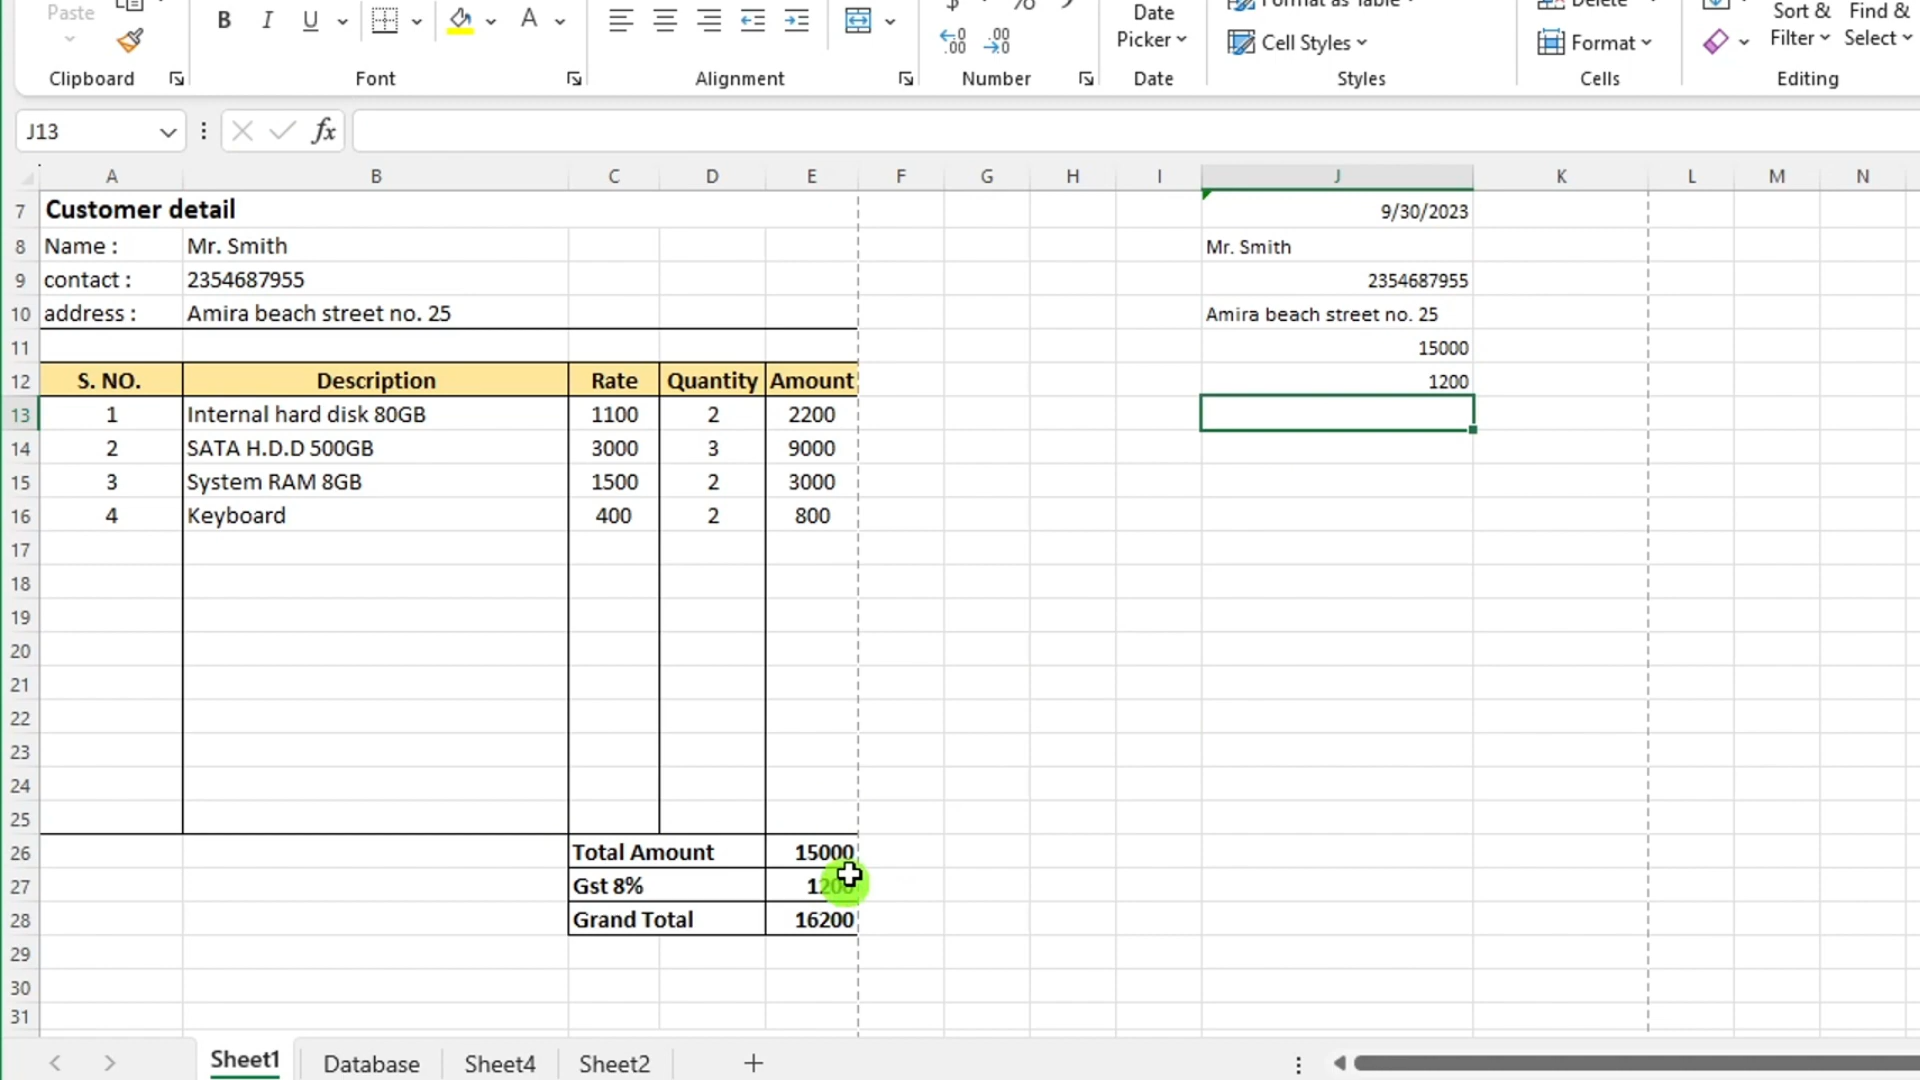 Paste
Clipboard
B I U A
Font
Alignment
$ % 9
.00 .00
Number
Date
Picker
Date
Format as Table
Cell Styles
Styles
Delete
Format
Cells
Sort & Find &
Filter Select
Editing
J13 fx
A B C D E F G H I J K L M N
7 Customer detail 9/30/2023
8 Name : Mr. Smith Mr. Smith
9 contact : 2354687955 2354687955
10 address : Amira beach street no. 25 Amira beach street no. 25
11 15000
12 S. NO. Description Rate Quantity Amount 1200
13 1 Internal hard disk 80GB 1100 2 2200
14 2 SATA H.D.D 500GB 3000 3 9000
15 3 System RAM 8GB 1500 2 3000
16 4 Keyboard 400 2 800
17
18
19
20
21
22
23
24
25
26 Total Amount 15000
27 Gst 8% 1200
28 Grand Total 16200
29
30
31
Sheet1 Database Sheet4 Sheet2 +